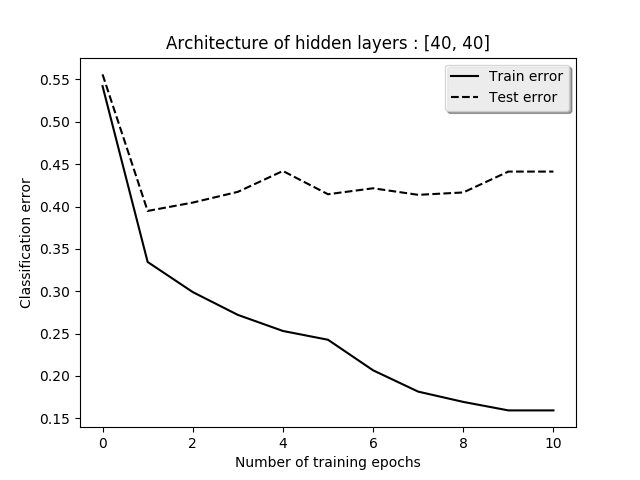 Architecture of hidden layers : [40, 40]
Train error
Test error
Classification error
0.55
0.50
0.45
0.40
0.35
0.30
0.25
0.20
0.15
0 2 4 6 8 10
Number of training epochs